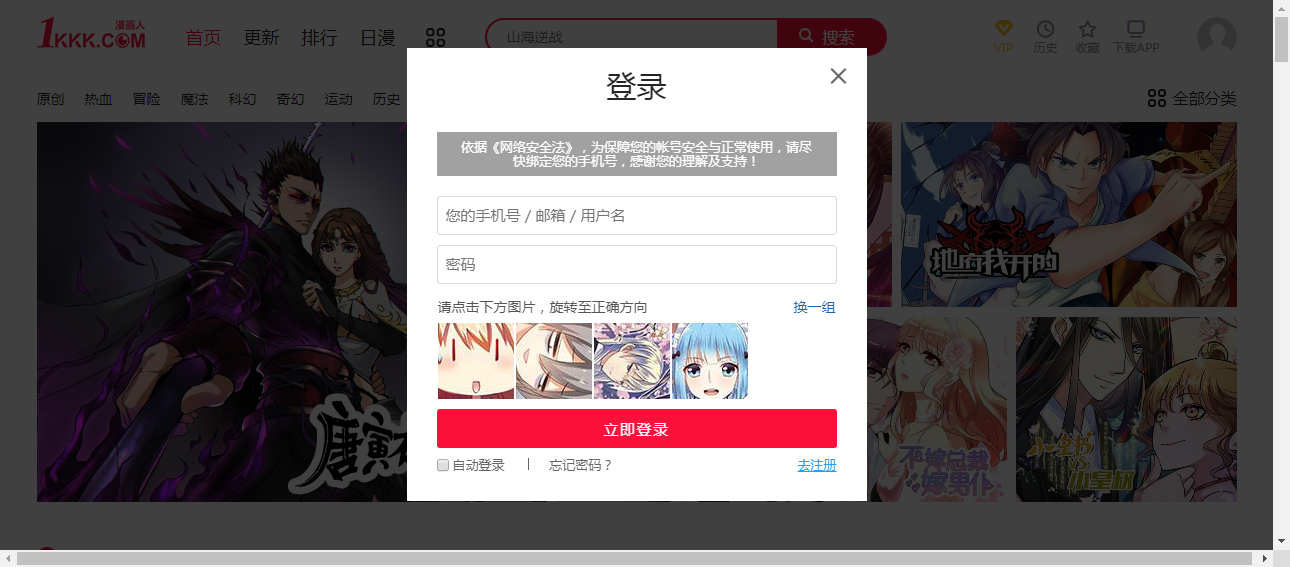 漫画人
1KKK.COM
首页 更新 排行 日漫
山海逆战
搜索
VIP 历史 收藏 下载APP
原创 热血 冒险 魔法 科幻 奇幻 运动 历史
全部分类
登录
依据《网络安全法》，为保障您的帐号安全与正常使用，请尽
快绑定您的手机号，感谢您的理解及支持！
您的手机号 / 邮箱 / 用户名
密码
请点击下方图片，旋转至正确方向 换一组
立即登录
自动登录 | 忘记密码？ 去注册
地府我开的
唐寅
不嫁总裁
嫁男仆
小皇叔